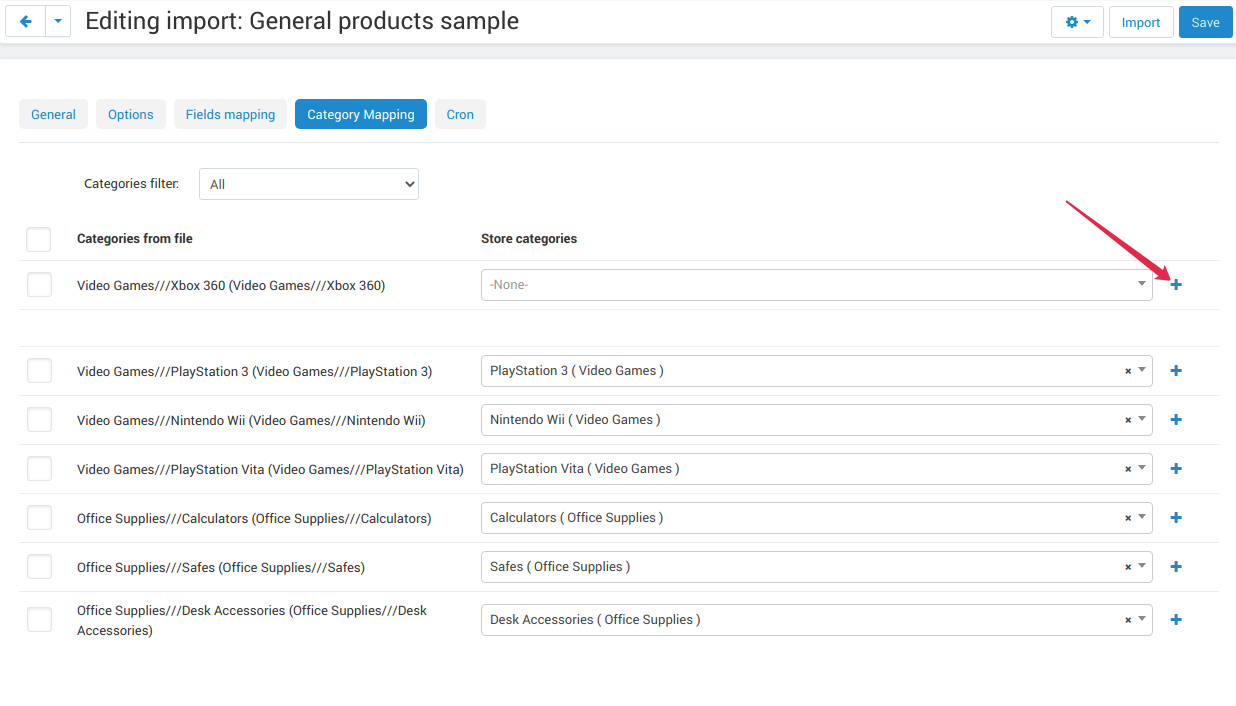 Editing import: General products sample
Import
Save
General
Options
Fields mapping
Category Mapping
Cron
Categories filter:
All
Categories from file
Store categories
Video Games///Xbox 360 (Video Games///Xbox 360)
-None-
Video Games///PlayStation 3 (Video Games///PlayStation 3)
PlayStation 3 ( Video Games )
Video Games///Nintendo Wii (Video Games///Nintendo Wii)
Nintendo Wii ( Video Games )
Video Games///PlayStation Vita (Video Games///PlayStation Vita)
PlayStation Vita ( Video Games )
Office Supplies///Calculators (Office Supplies///Calculators)
Calculators ( Office Supplies )
Office Supplies///Safes (Office Supplies///Safes)
Safes ( Office Supplies )
Office Supplies///Desk Accessories (Office Supplies///Desk
Accessories)
Desk Accessories ( Office Supplies )